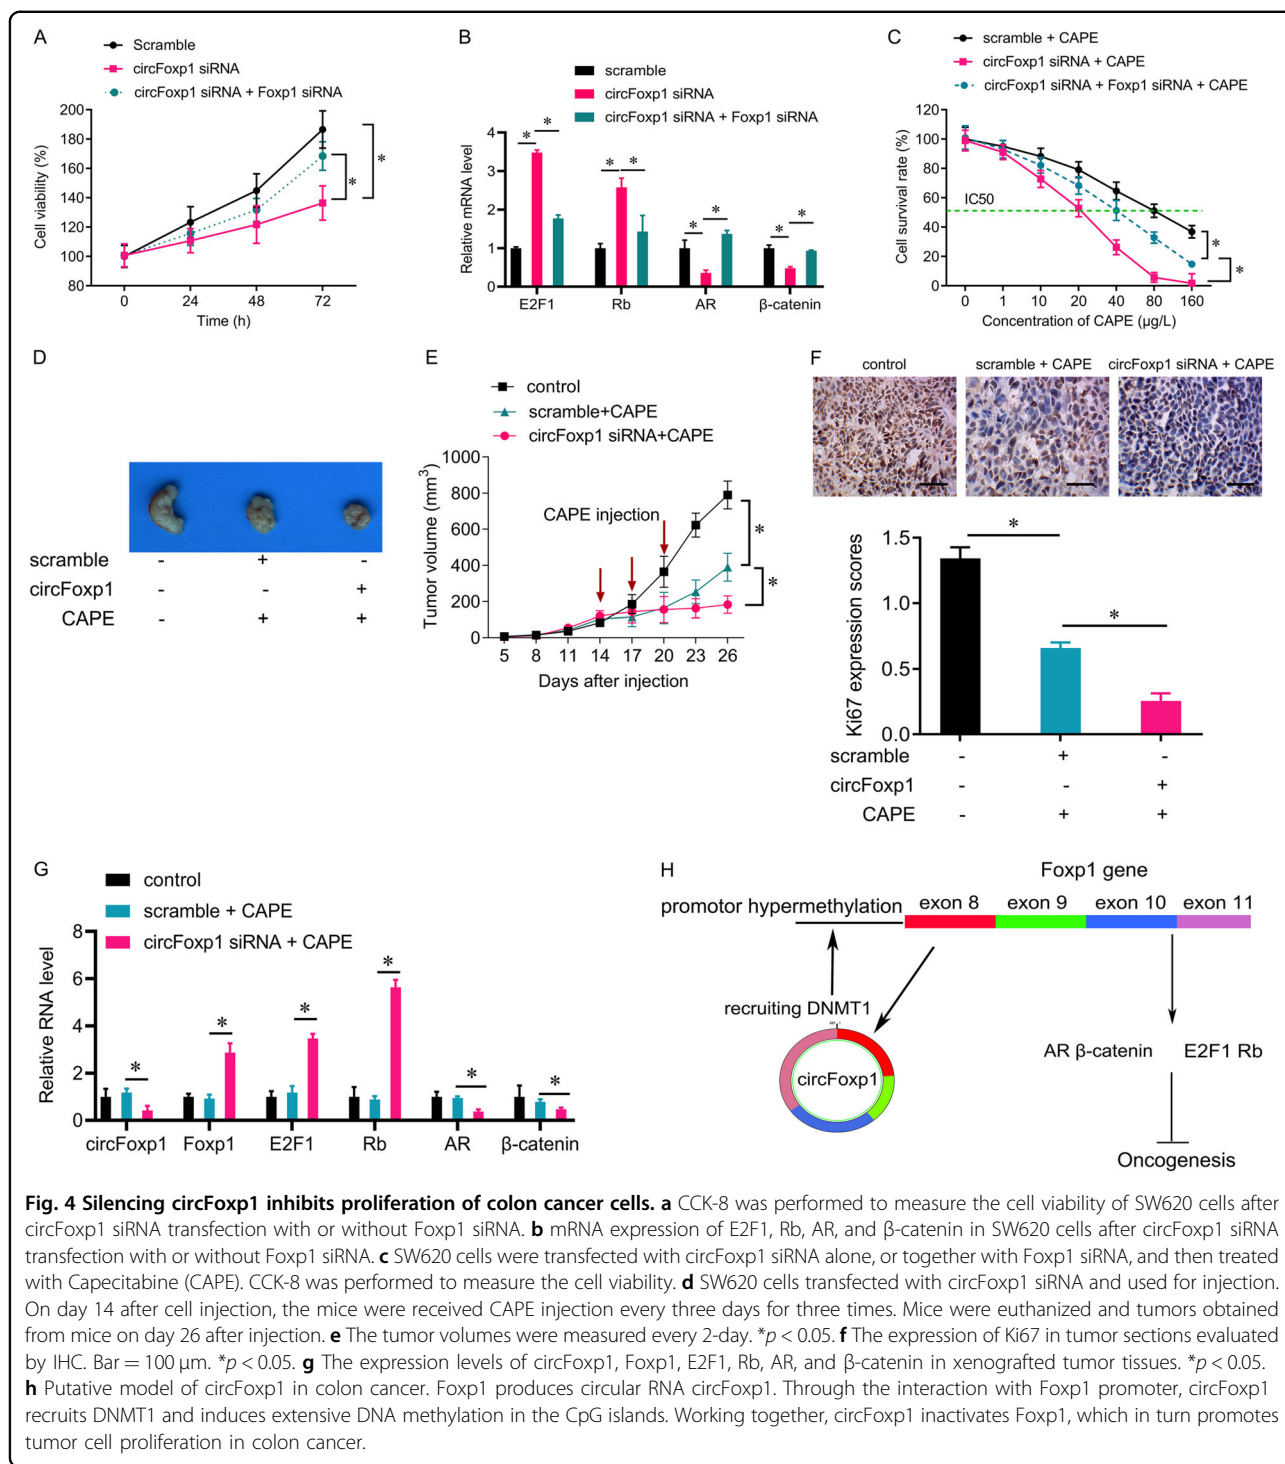 A
Scramble
circFoxp1 siRNA
circFoxp1 siRNA + Foxp1 siRNA
Cell viability (%)
200
180
160
140
120
100
80
0 24 48 72
Time (h)
*
*
B
scramble
circFoxp1 siRNA
circFoxp1 siRNA + Foxp1 siRNA
Relative mRNA level
4
3
2
1
0
* * * * * * * *
E2F1 Rb AR β-catenin
C
scramble + CAPE
circFoxp1 siRNA + CAPE
circFoxp1 siRNA + Foxp1 siRNA + CAPE
Cell survival rate (%)
120
100
80
60
40
20
0
IC50
*
*
0 1 10 20 40 80 160
Concentration of CAPE (µg/L)
D
scramble - + -
circFoxp1 - - +
CAPE - + +
E
control
scramble+CAPE
circFoxp1 siRNA+CAPE
Tumor volume (mm³)
1000
800
600
400
200
0
CAPE injection
*
*
5 8 11 14 17 20 23 26
Days after injection
F
control scramble + CAPE circFoxp1 siRNA + CAPE
Ki67 expression scores
1.5
1.0
0.5
0.0
*
*
scramble - + -
circFoxp1 - - +
CAPE - + +
G
control
scramble + CAPE
circFoxp1 siRNA + CAPE
Relative RNA level
8
6
4
2
0
* * * * * *
circFoxp1 Foxp1 E2F1 Rb AR β-catenin
H
Foxp1 gene
promotor hypermethylation exon 8 exon 9 exon 10 exon 11
recruiting DNMT1
circFoxp1
AR β-catenin E2F1 Rb
Oncogenesis
Fig. 4 Silencing circFoxp1 inhibits proliferation of colon cancer cells. a CCK-8 was performed to measure the cell viability of SW620 cells after
circFoxp1 siRNA transfection with or without Foxp1 siRNA. b mRNA expression of E2F1, Rb, AR, and β-catenin in SW620 cells after circFoxp1 siRNA
transfection with or without Foxp1 siRNA. c SW620 cells were transfected with circFoxp1 siRNA alone, or together with Foxp1 siRNA, and then treated
with Capecitabine (CAPE). CCK-8 was performed to measure the cell viability. d SW620 cells transfected with circFoxp1 siRNA and used for injection.
On day 14 after cell injection, the mice were received CAPE injection every three days for three times. Mice were euthanized and tumors obtained
from mice on day 26 after injection. e The tumor volumes were measured every 2-day. *p < 0.05. f The expression of Ki67 in tumor sections evaluated
by IHC. Bar = 100 µm. *p < 0.05. g The expression levels of circFoxp1, Foxp1, E2F1, Rb, AR, and β-catenin in xenografted tumor tissues. *p < 0.05.
h Putative model of circFoxp1 in colon cancer. Foxp1 produces circular RNA circFoxp1. Through the interaction with Foxp1 promoter, circFoxp1
recruits DNMT1 and induces extensive DNA methylation in the CpG islands. Working together, circFoxp1 inactivates Foxp1, which in turn promotes
tumor cell proliferation in colon cancer.